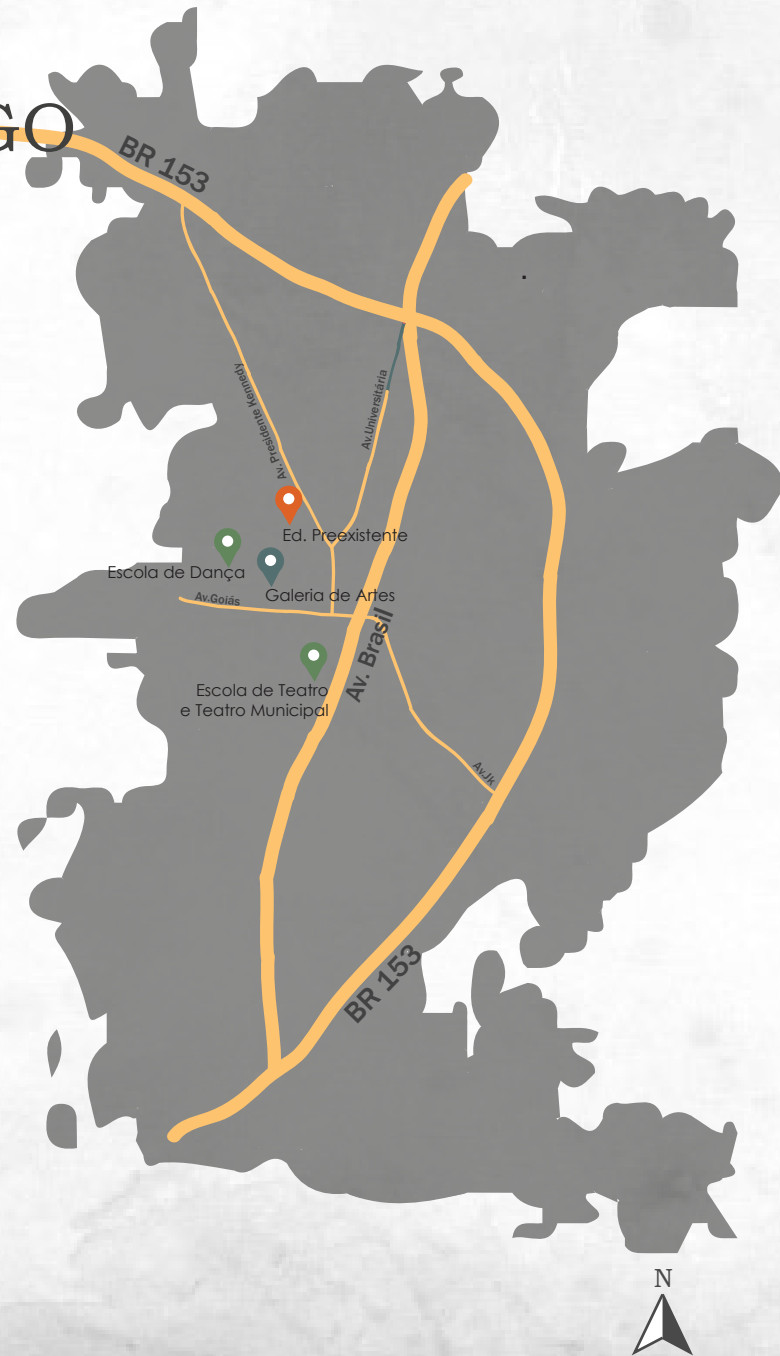 GO
BR 153
Av. Presidente Kennedy
Av.Universitária
Ed. Preexistente
Escola de Dança
Galeria de Artes
Av.Goiás
Av. Brasil
Escola de Teatro
e Teatro Municipal
Av.Jk
BR 153
N